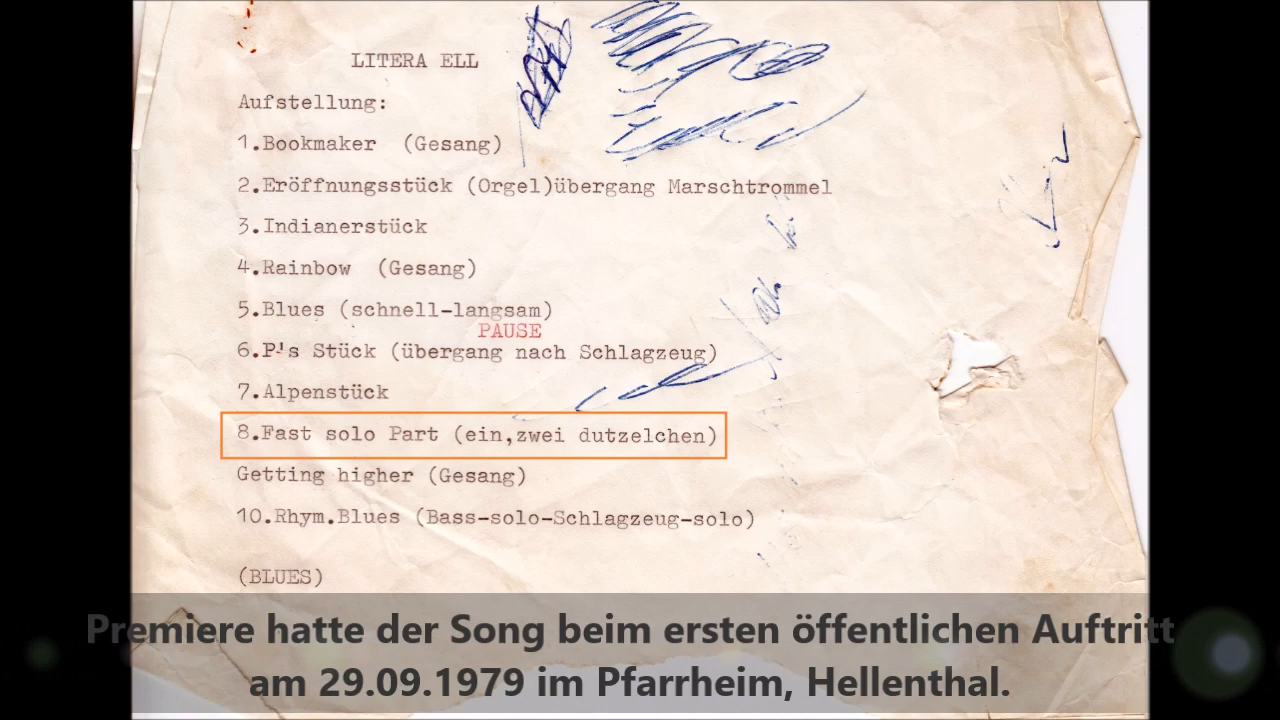 LITERA ELL
Aufstellung:
1.Bookmaker (Gesang)
2.Eröffnungsstück (Orgel)übergang Marschtrommel
3.Indianerstück
4.Rainbow (Gesang)
5.Blues (schnell-langsam)
PAUSE
6.P's Stück (übergang nach Schlagzeug)
7.Alpenstück
8.Fast solo Part (ein,zwei dutzelchen)
Getting higher (Gesang)
10.Rhym.Blues (Bass-solo-Schlagzeug-solo)
(BLUES)
Premiere hatte der Song beim ersten öffentlichen Auftritt
am 29.09.1979 im Pfarrheim, Hellenthal.